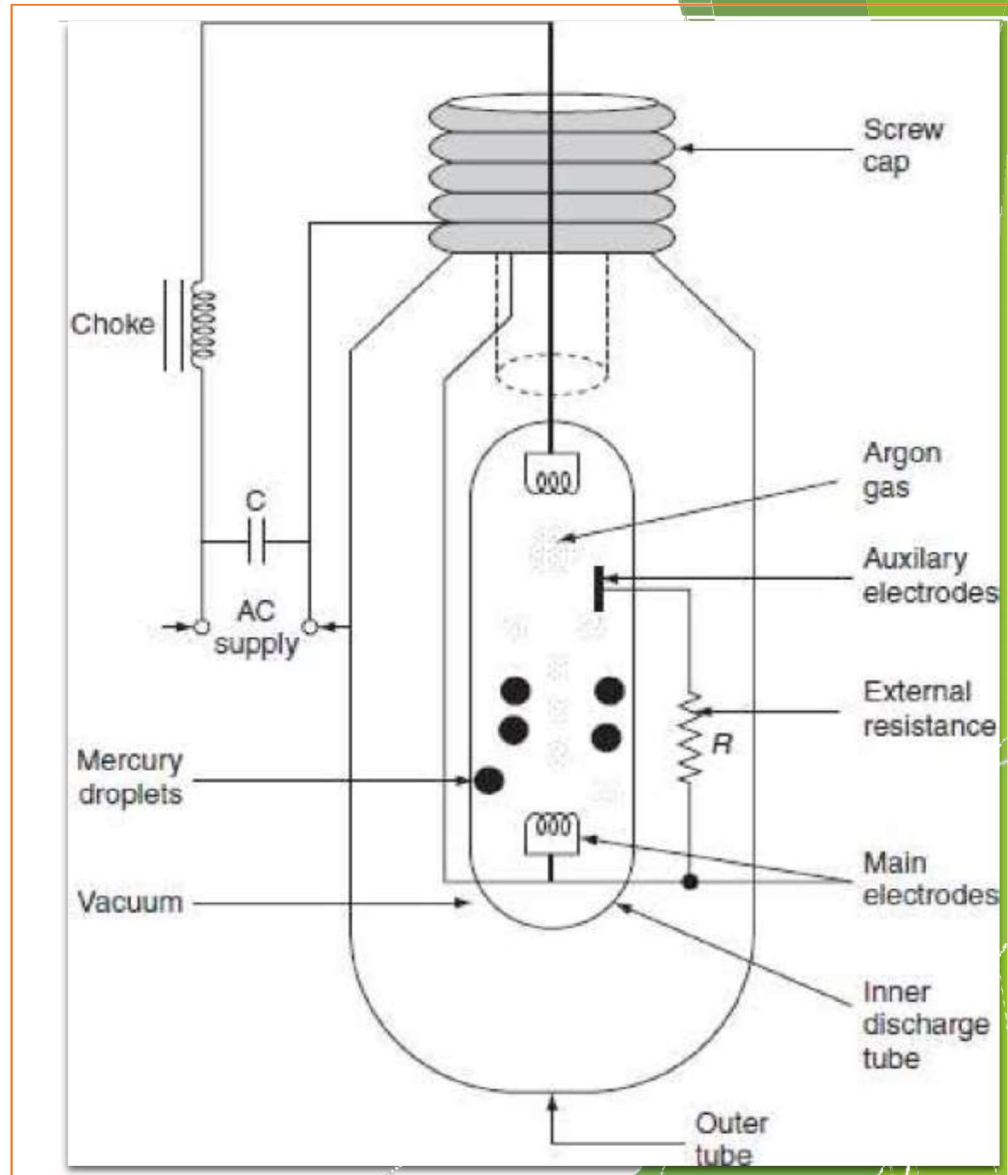 Screw
cap
Choke
Argon
gas
C
Auxilary
electrodes
AC
supply
External
resistance
R
Mercury
droplets
Main
electrodes
Vacuum
Inner
discharge
tube
Outer
tube